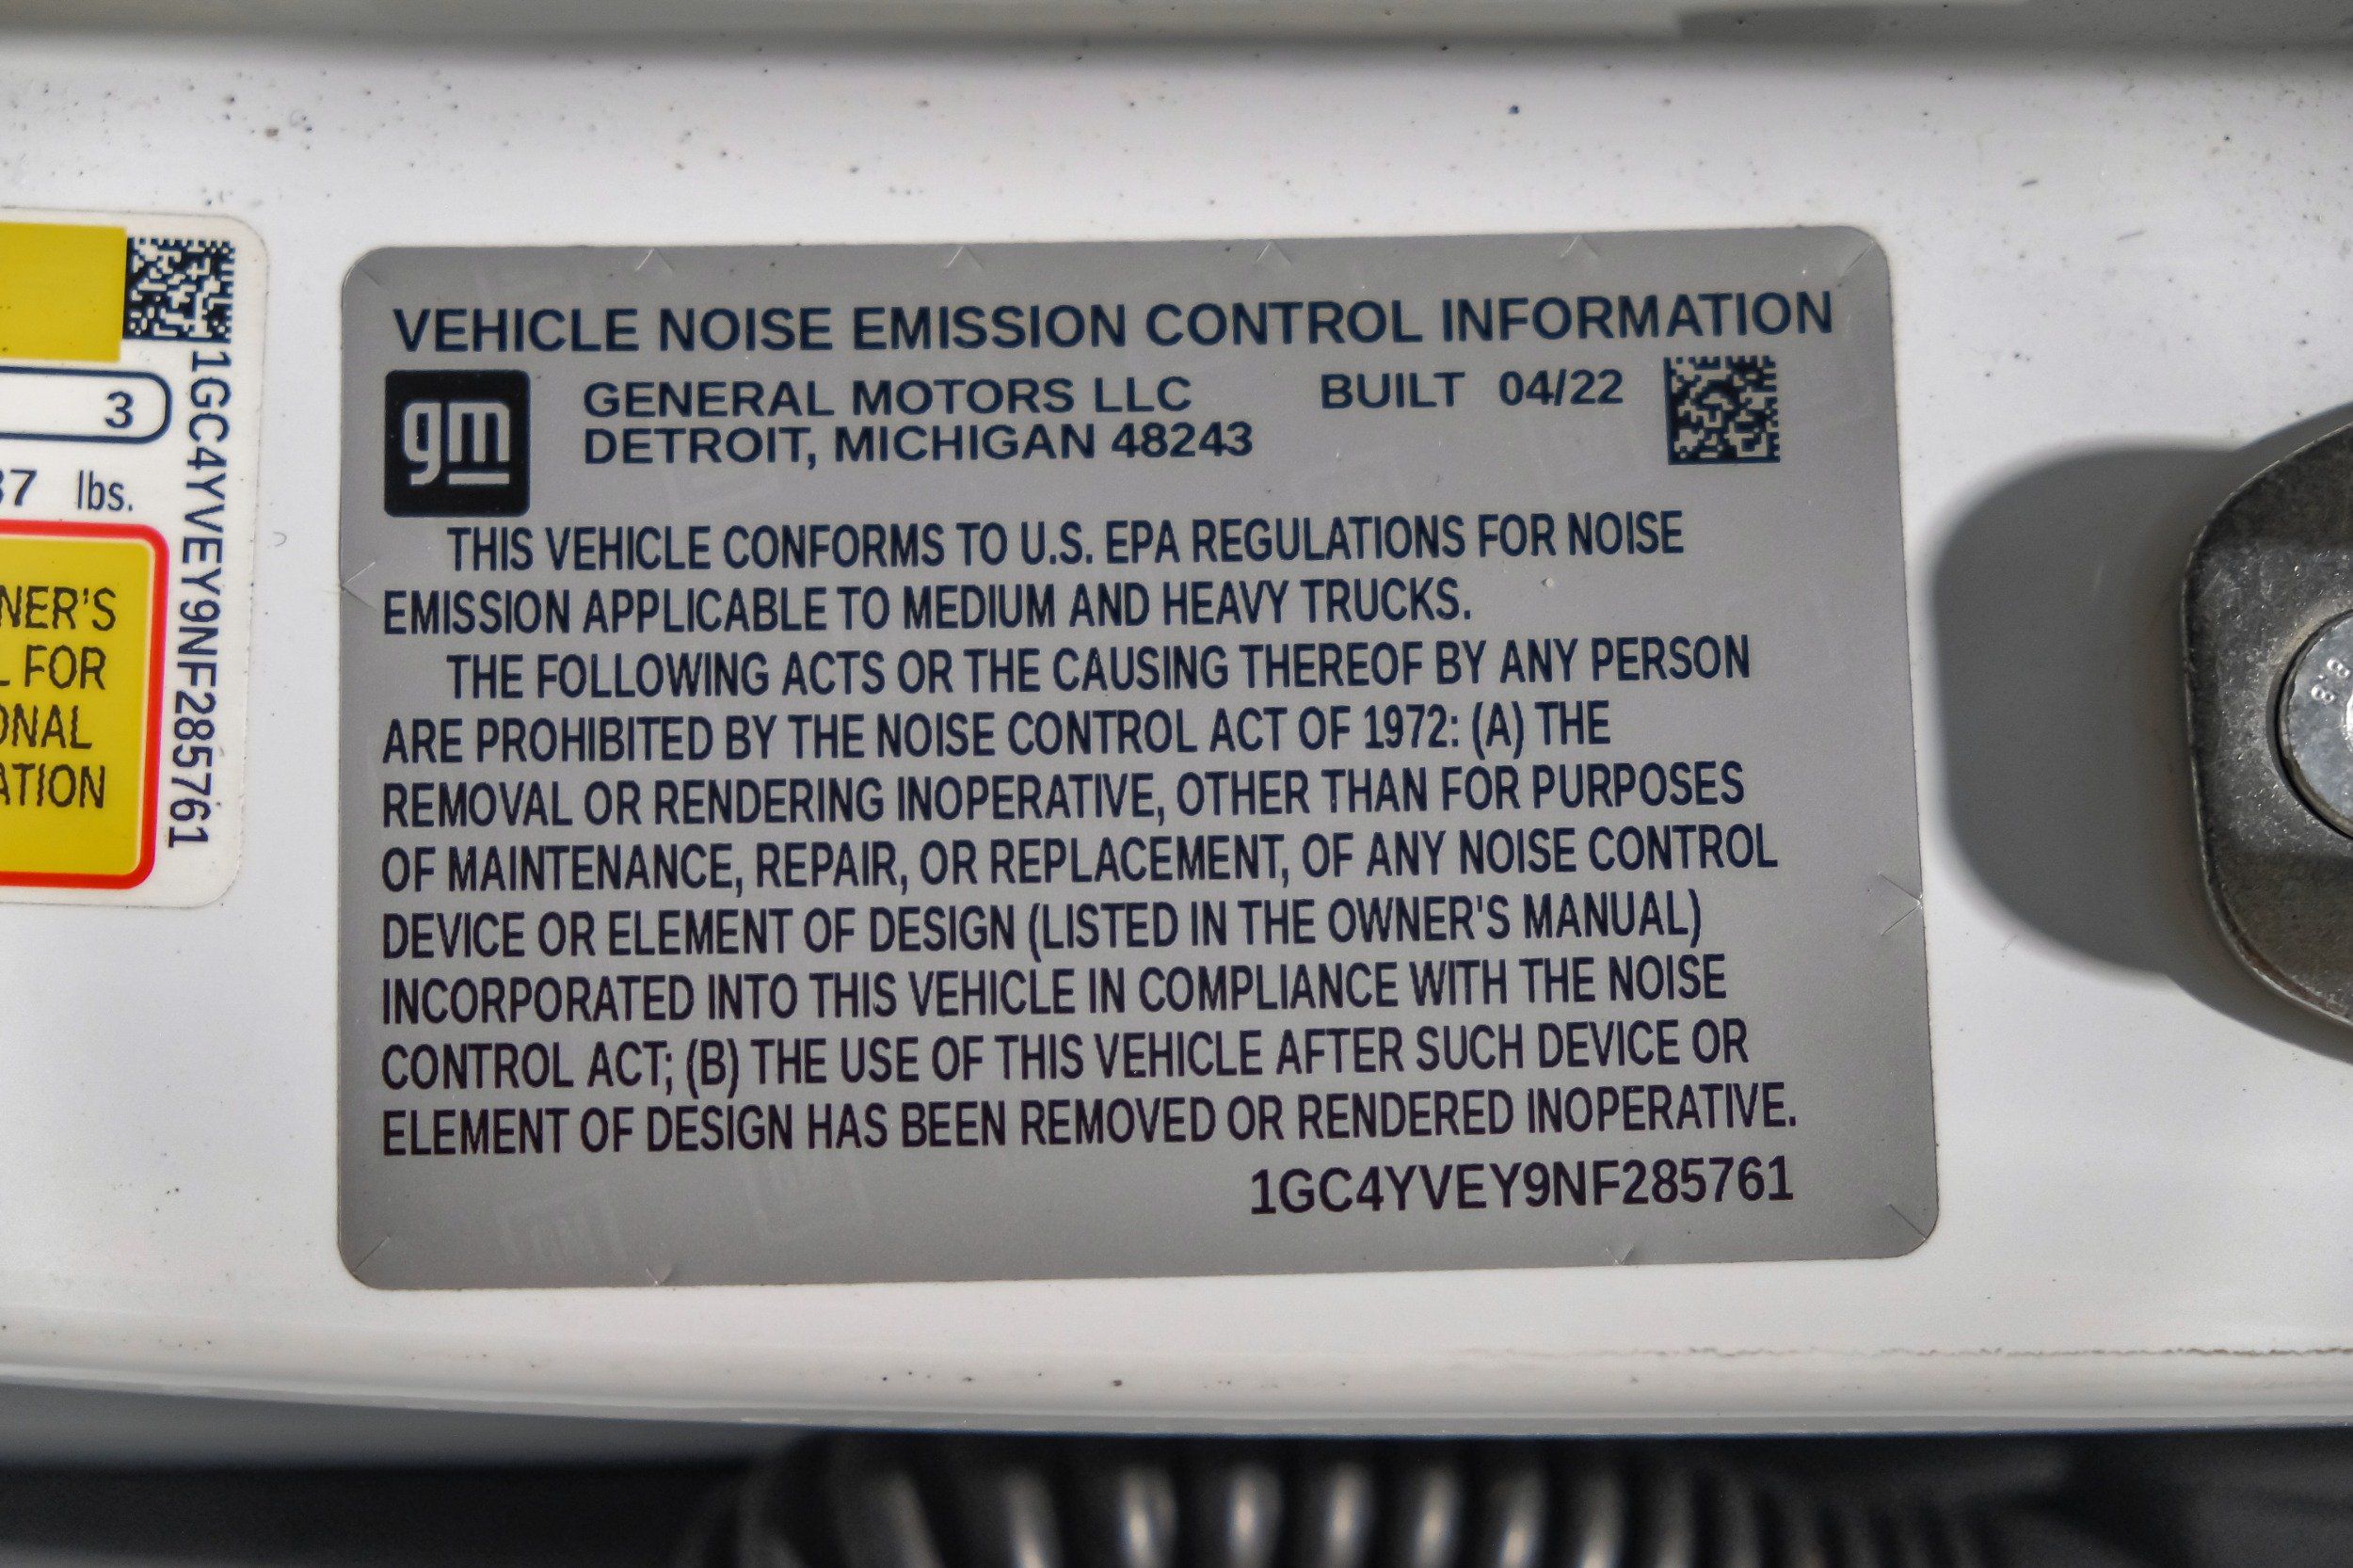 VEHICLE NOISE EMISSION CONTROL INFORMATION
gm
GENERAL MOTORS LLC BUILT 04/22
DETROIT, MICHIGAN 48243
THIS VEHICLE CONFORMS TO U.S. EPA REGULATIONS FOR NOISE
EMISSION APPLICABLE TO MEDIUM AND HEAVY TRUCKS.
THE FOLLOWING ACTS OR THE CAUSING THEREOF BY ANY PERSON
ARE PROHIBITED BY THE NOISE CONTROL ACT OF 1972: (A) THE
REMOVAL OR RENDERING INOPERATIVE, OTHER THAN FOR PURPOSES
OF MAINTENANCE, REPAIR, OR REPLACEMENT, OF ANY NOISE CONTROL
DEVICE OR ELEMENT OF DESIGN (LISTED IN THE OWNER'S MANUAL)
INCORPORATED INTO THIS VEHICLE IN COMPLIANCE WITH THE NOISE
CONTROL ACT; (B) THE USE OF THIS VEHICLE AFTER SUCH DEVICE OR
ELEMENT OF DESIGN HAS BEEN REMOVED OR RENDERED INOPERATIVE.
1GC4YVEY9NF285761
3
37 lbs.
NER'S
L FOR
ONAL
ATION
1GC4YVEY9NF285761
8.8